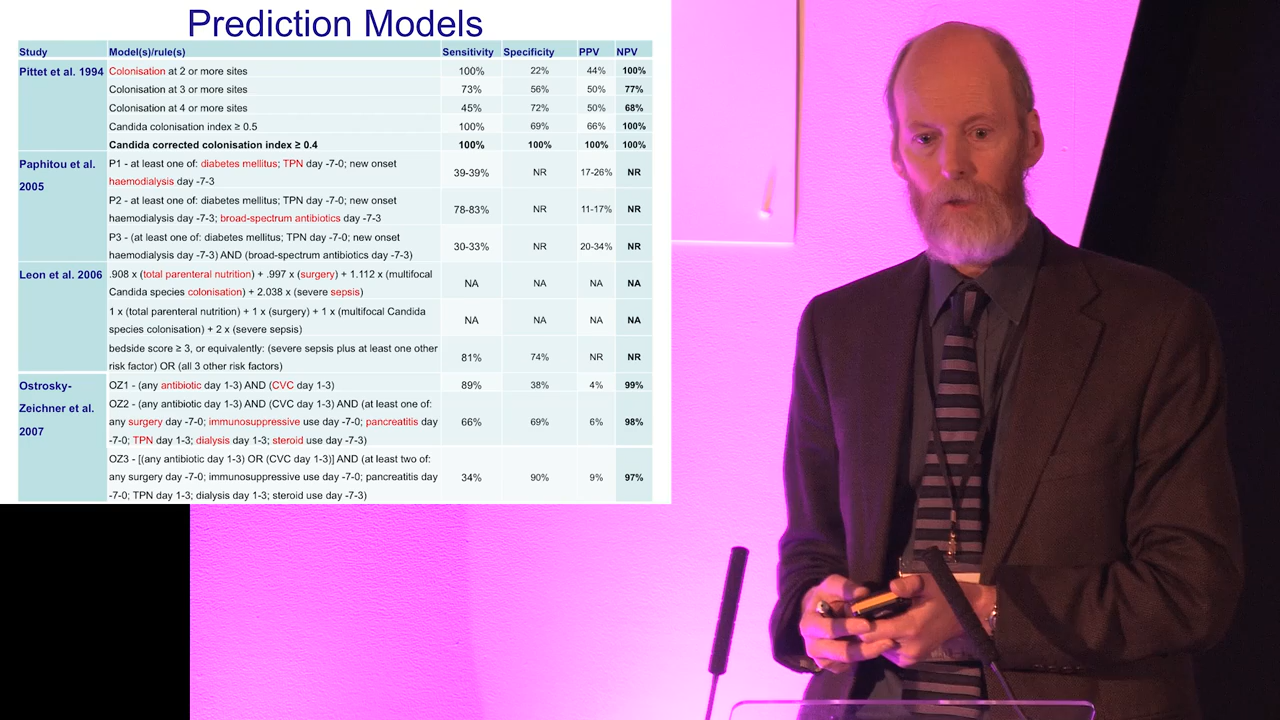 Prediction Models
Study Model(s)/rule(s) Sensitivity Specificity PPV NPV
Pittet et al. 1994 Colonisation at 2 or more sites 100% 22% 44% 100%
Colonisation at 3 or more sites 73% 56% 50% 77%
Colonisation at 4 or more sites 45% 72% 50% 68%
Candida colonisation index ≥ 0.5 100% 69% 66% 100%
Candida corrected colonisation index ≥ 0.4 100% 100% 100% 100%
Paphitou et al.
2005
P1 - at least one of: diabetes mellitus; TPN day -7-0; new onset
haemodialysis day -7-3
39-39% NR 17-26% NR
P2 - at least one of: diabetes mellitus; TPN day -7-0; new onset
haemodialysis day -7-3; broad-spectrum antibiotics day -7-3
78-83% NR 11-17% NR
P3 - (at least one of: diabetes mellitus; TPN day -7-0; new onset
haemodialysis day -7-3) AND (broad-spectrum antibiotics day -7-3)
30-33% NR 20-34% NR
Leon et al. 2006 .908 x (total parenteral nutrition) + .997 x (surgery) + 1.112 x (multifocal
Candida species colonisation) + 2.038 x (severe sepsis)
NA NA NA NA
1 x (total parenteral nutrition) + 1 x (surgery) + 1 x (multifocal Candida
species colonisation) + 2 x (severe sepsis)
NA NA NA NA
bedside score ≥ 3, or equivalently: (severe sepsis plus at least one other
risk factor) OR (all 3 other risk factors)
81% 74% NR NR
Ostrosky-
Zeichner et al.
2007
OZ1 - (any antibiotic day 1-3) AND (CVC day 1-3) 89% 38% 4% 99%
OZ2 - (any antibiotic day 1-3) AND (CVC day 1-3) AND (at least one of:
any surgery day -7-0; immunosuppressive use day -7-0; pancreatitis day
-7-0; TPN day 1-3; dialysis day 1-3; steroid use day -7-3)
66% 69% 6% 98%
OZ3 - [(any antibiotic day 1-3) OR (CVC day 1-3)] AND (at least two of:
any surgery day -7-0; immunosuppressive use day -7-0; pancreatitis day
-7-0; TPN day 1-3; dialysis day 1-3; steroid use day -7-3)
34% 90% 9% 97%